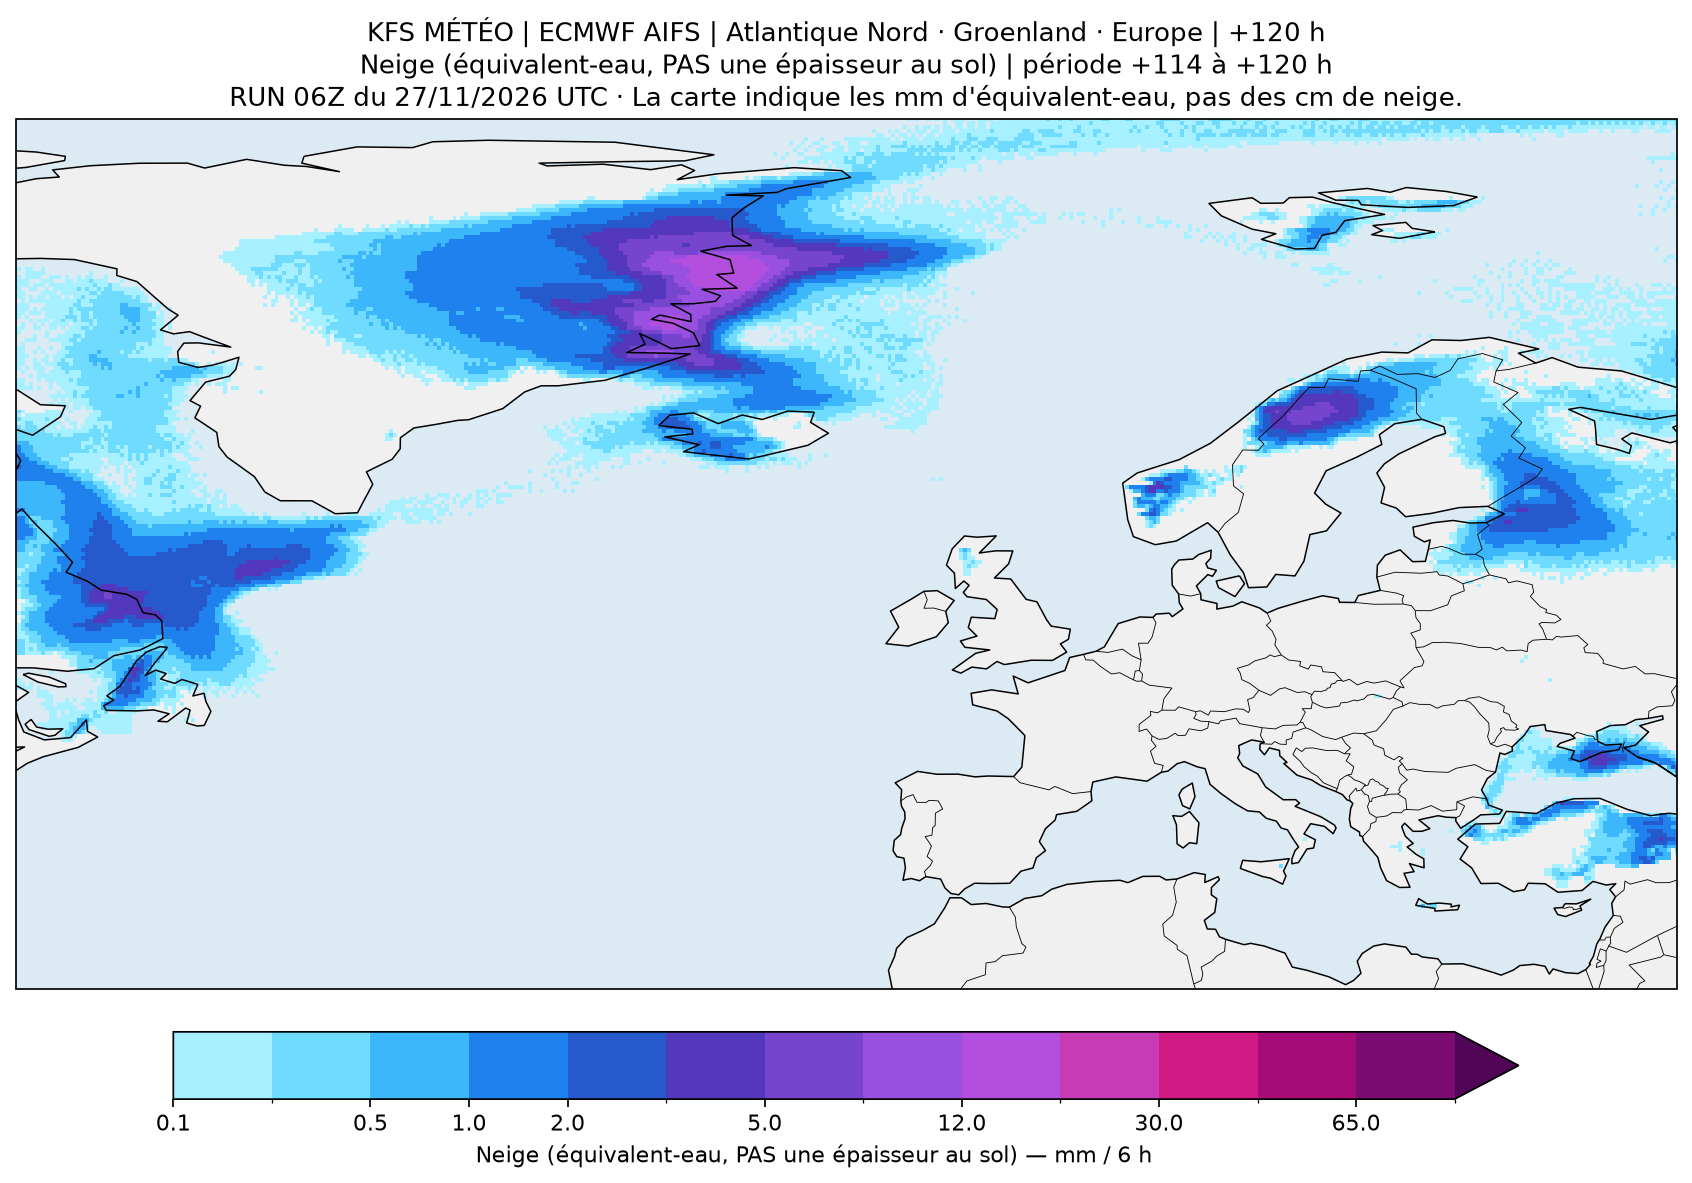 KFS MÉTÉO | ECMWF AIFS | Atlantique Nord · Groenland · Europe | +120 h
Neige (équivalent-eau, PAS une épaisseur au sol) | période +114 à +120 h
RUN 06Z du 27/11/2026 UTC · La carte indique les mm d'équivalent-eau, pas des cm de neige.
0.1 0.5 1.0 2.0 5.0 12.0 30.0 65.0
Neige (équivalent-eau, PAS une épaisseur au sol) — mm / 6 h